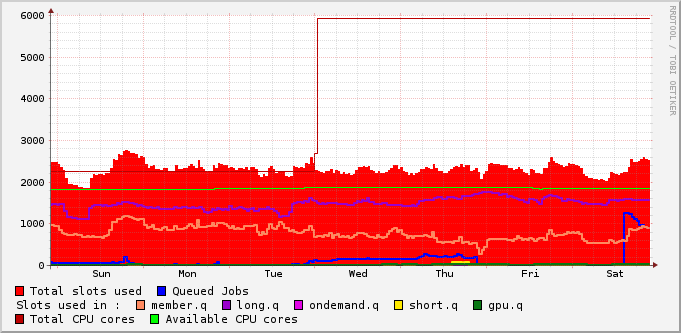 6000
5000
4000
3000
2000
1000
0
Sun Mon Tue Wed Thu Fri Sat
Total slots used Queued Jobs
Slots used in : member.q long.q ondemand.q short.q gpu.q
Total CPU cores Available CPU cores
RRDTOOL / TOBI OETIKER